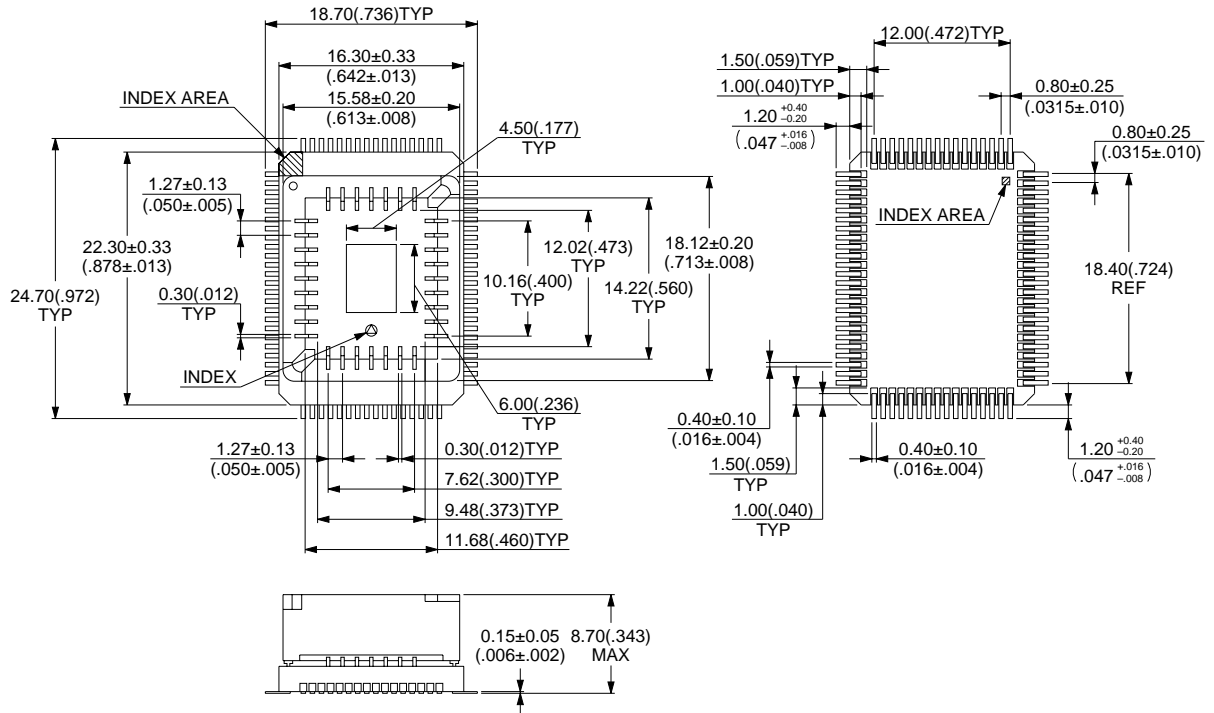 18.70(.736)TYP
16.30±0.33
(.642±.013)
INDEX AREA
15.58±0.20
(.613±.008)
4.50(.177)
TYP
1.27±0.13
(.050±.005)
22.30±0.33
(.878±.013)
24.70(.972)
TYP
0.30(.012)
TYP
INDEX
12.02(.473)
TYP
10.16(.400)
TYP
18.12±0.20
(.713±.008)
14.22(.560)
TYP
6.00(.236)
TYP
1.27±0.13
(.050±.005)
0.30(.012)TYP
7.62(.300)TYP
9.48(.373)TYP
11.68(.460)TYP
12.00(.472)TYP
1.50(.059)TYP
1.00(.040)TYP
1.20 +0.40 –0.20
(.047 +.016 –.008)
0.80±0.25
(.0315±.010)
0.80±0.25
(.0315±.010)
INDEX AREA
18.40(.724)
REF
0.40±0.10
(.016±.004)
1.50(.059)
TYP
1.00(.040)
TYP
0.40±0.10
(.016±.004)
1.20 +0.40 –0.20
(.047 +.016 –.008)
0.15±0.05
(.006±.002)
8.70(.343)
MAX